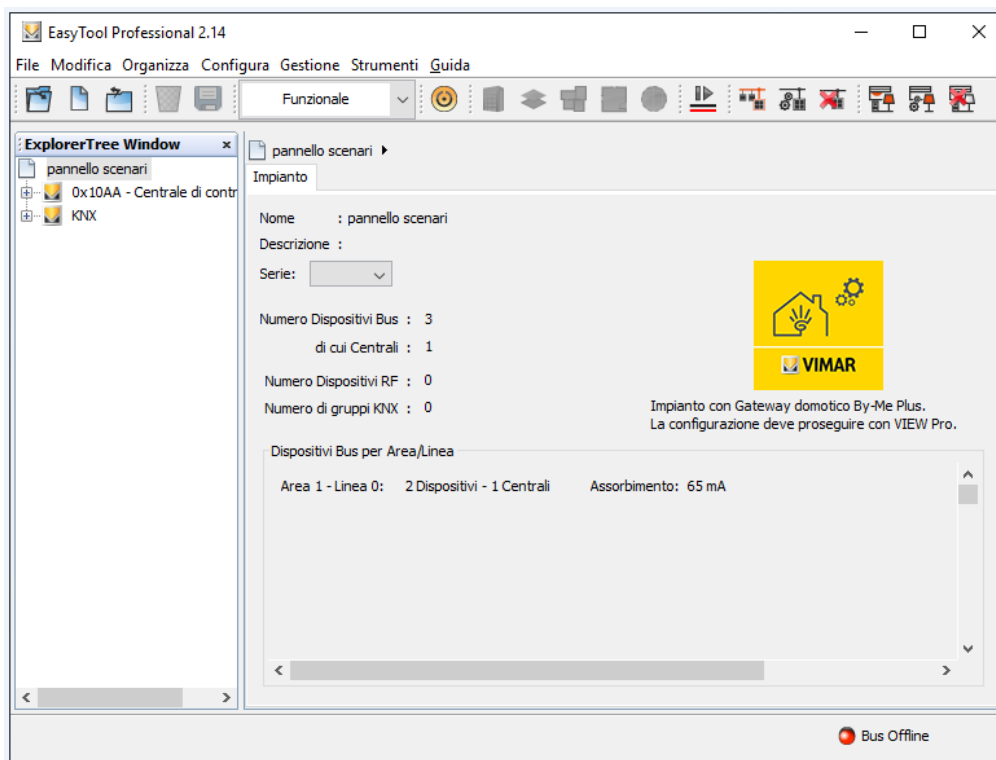 EasyTool Professional 2.14
File Modifica Organizza Configura Gestione Strumenti Guida
Funzionale
ExplorerTree Window x
pannello scenari
0x10AA - Centrale di contr
KNX
pannello scenari
Impianto
Nome : pannello scenari
Descrizione :
Serie:
Numero Dispositivi Bus : 3
di cui Centrali : 1
Numero Dispositivi RF : 0
Numero di gruppi KNX : 0
VIMAR
Impianto con Gateway domotico By-Me Plus.
La configurazione deve proseguire con VIEW Pro.
Dispositivi Bus per Area/Linea
Area 1 - Linea 0: 2 Dispositivi - 1 Centrali Assorbimento: 65 mA
Bus Offline